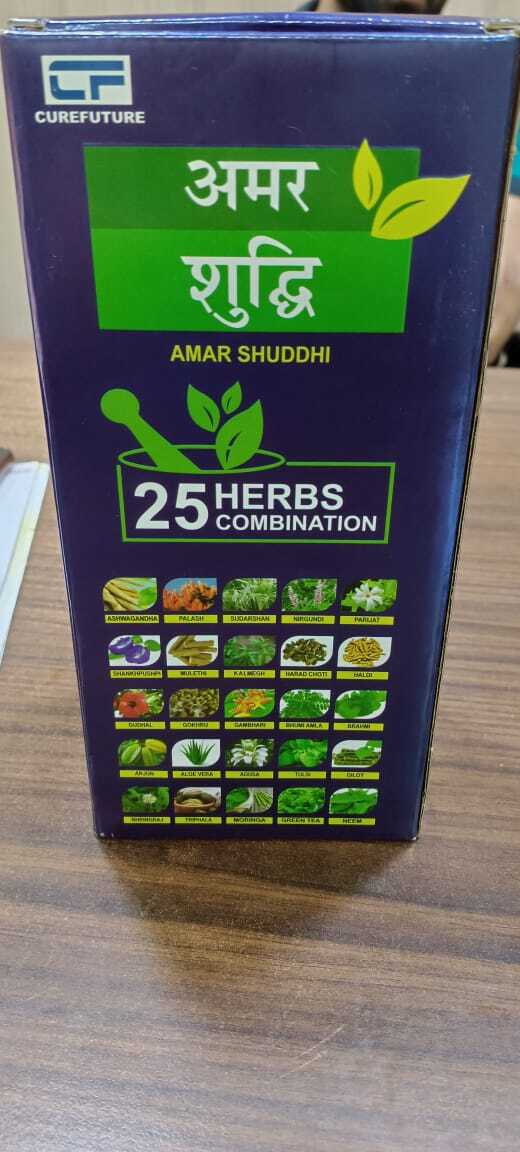 CF
CUREFUTURE
अमर
शुद्धि
AMAR SHUDDHI
25 HERBS
COMBINATION
ASHWAGANDHA PALASH SUDARSHAN NIRGUNDI PARIJAT
SHANKHPUSHPI MULETHI KALMEGH HARAD CHOTI HALDI
GUDHAL GOKHRU GAMBHARI BHUMI AMLA BRAHMI
ARJUN ALOE VERA ADUSA TULSI GILOY
BHRINGRAJ TRIPHALA MORINGA GREEN TEA NEEM